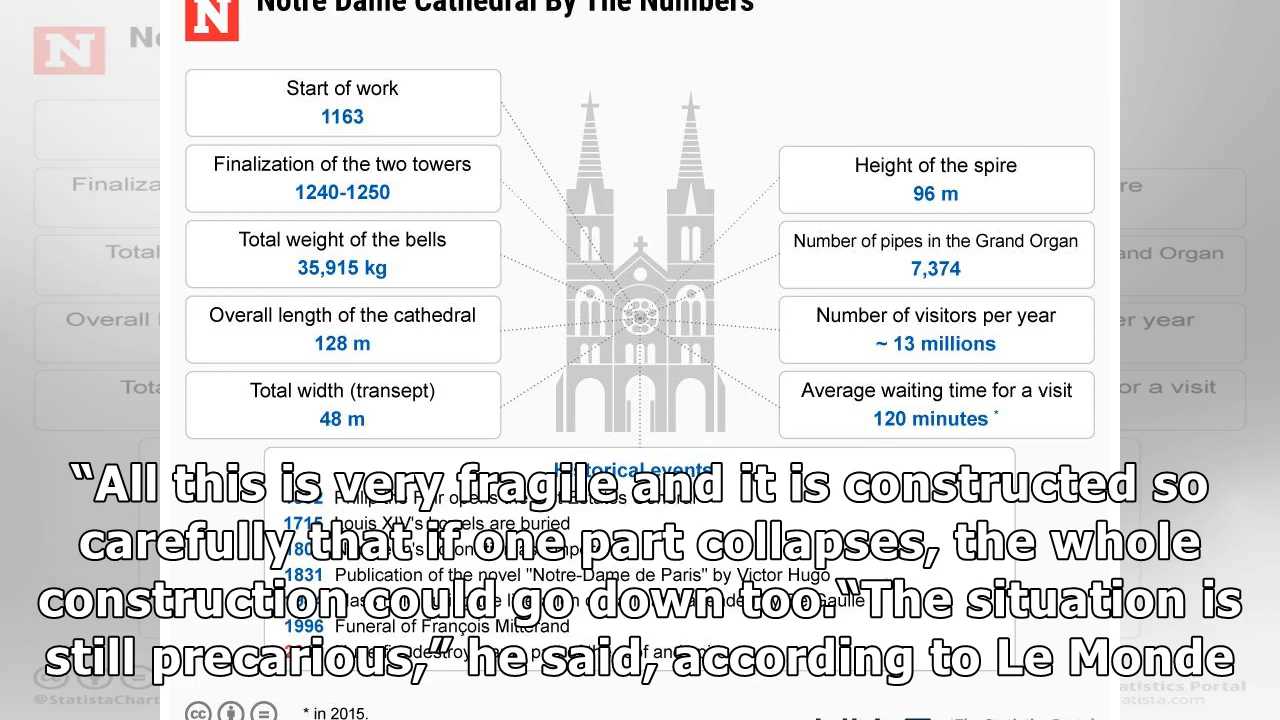 N Notre Dame Cathedral By The Numbers
Start of work
1163
Finalization of the two towers
1240-1250
Total weight of the bells
35,915 kg
Overall length of the cathedral
128 m
Total width (transept)
48 m
Height of the spire
96 m
Number of pipes in the Grand Organ
7,374
Number of visitors per year
~ 13 millions
Average waiting time for a visit
120 minutes *
Historical events
“All this is very fragile and it is constructed so
1715 Louis XIV's are buried
carefully that if one part collapses, the whole
1831 Publication of the novel "Notre-Dame de Paris" by Victor Hugo
construction could go down too.“The situation is
1996 Funeral of François Mitterand
still precarious,” he said, according to Le Monde
* in 2015.
@StatistaChart